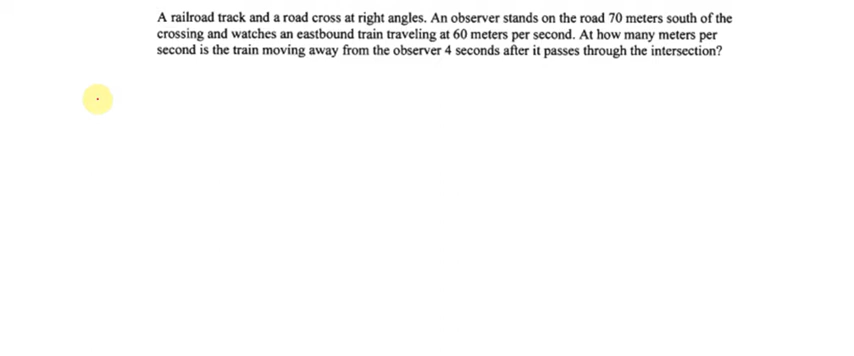 A railroad track and a road cross at right angles. An observer stands on the road 70 meters south of the
crossing and watches an eastbound train traveling at 60 meters per second. At how many meters per
second is the train moving away from the observer 4 seconds after it passes through the intersection?